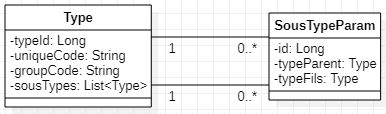 Type
-typeId: Long
-uniqueCode: String
-groupCode: String
-sousTypes: List<Type>
1
0..*
1
0..*
SousTypeParam
-id: Long
-typeParent: Type
-typeFils: Type